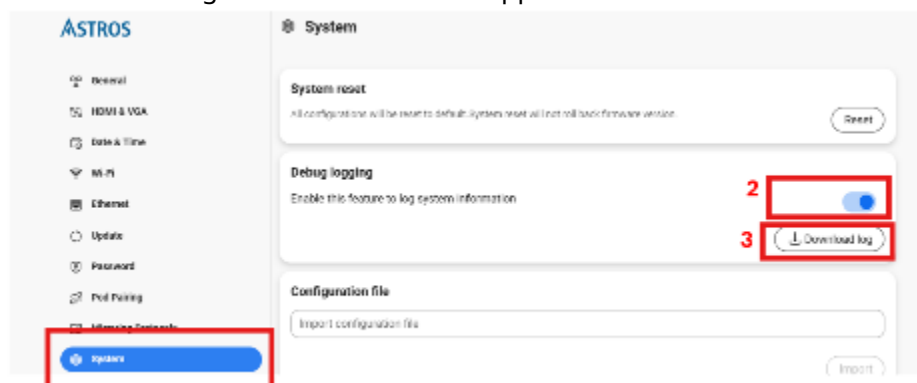 ASTROS
System
General
HDMI & VGA
Date & Time
Wi-Fi
Ethernet
Update
Password
Pod Pairing
System
System reset
All configurations will be reset to default. System reset will not roll back firmware version.
Reset
Debug logging
Enable this feature to log system information
2
3
Download log
Configuration file
Import configuration file
Import